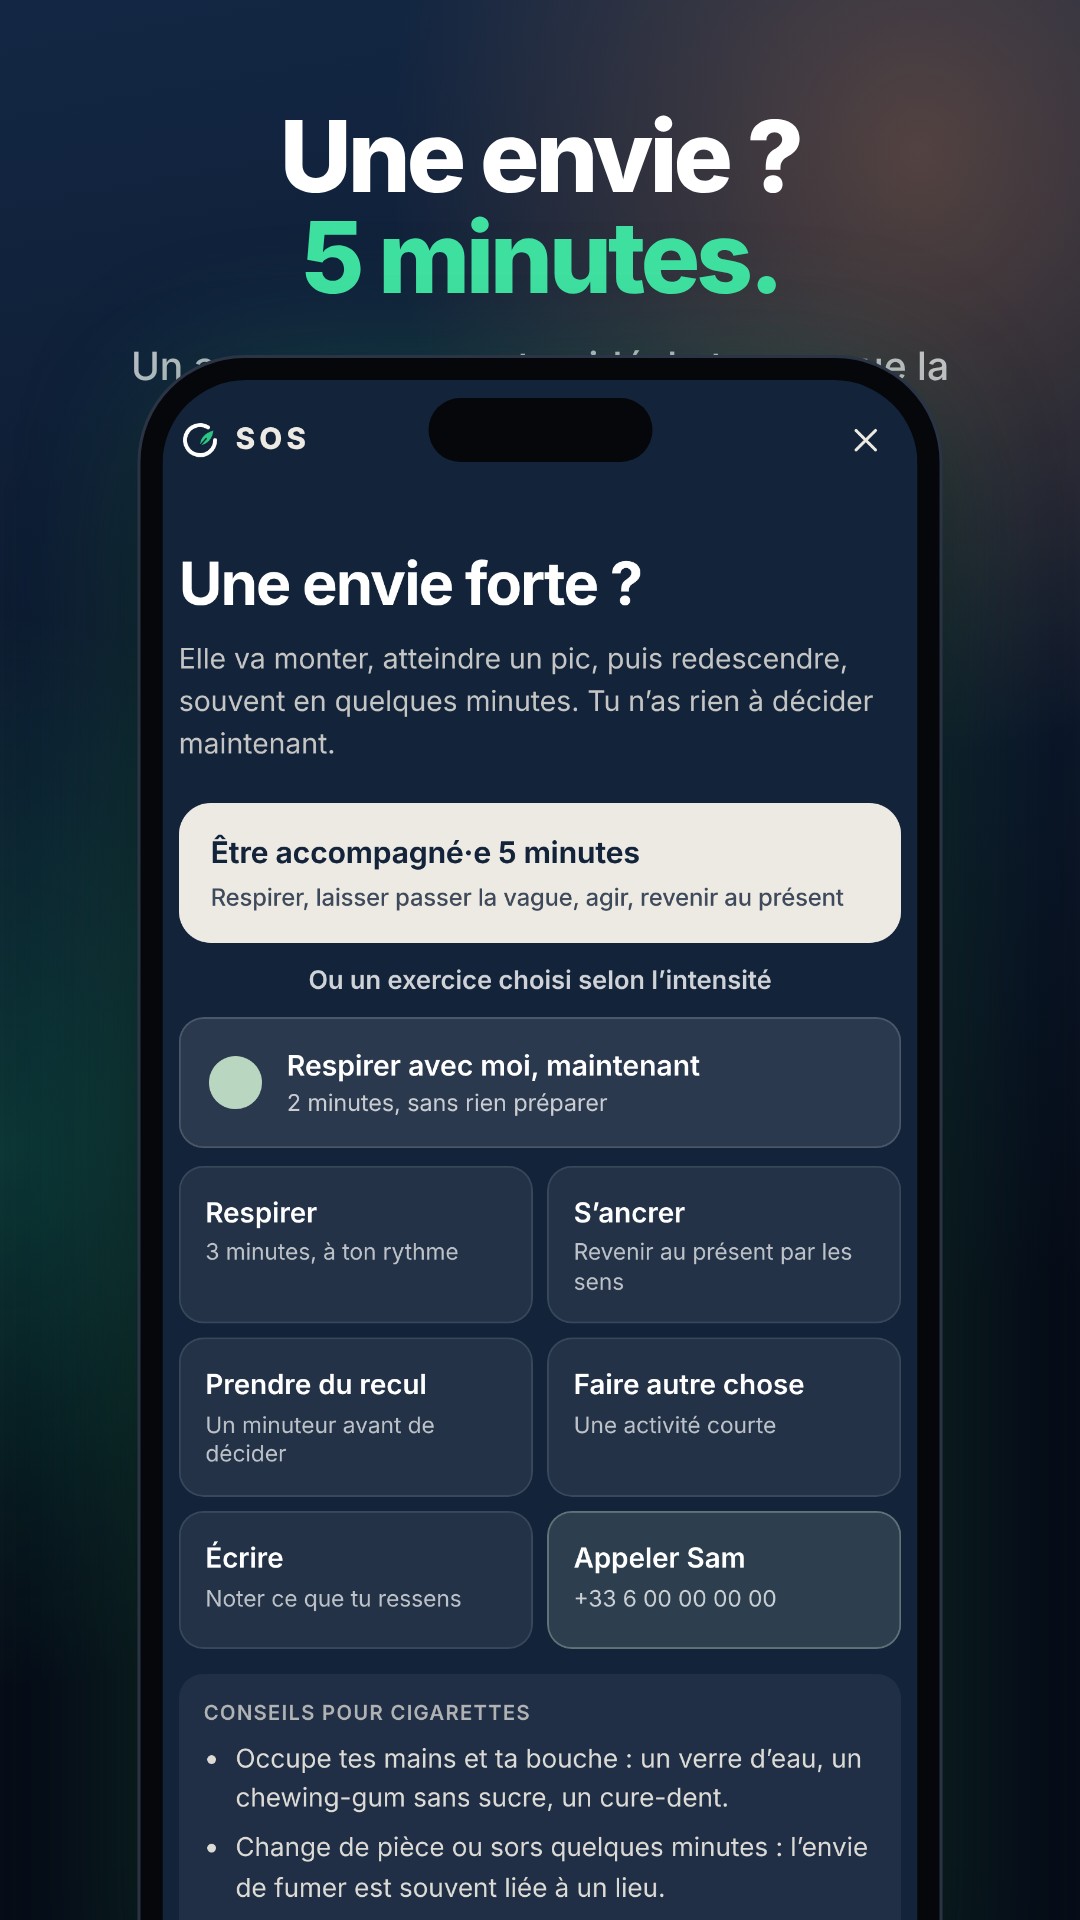 Une envie ?
5 minutes.
Un
la
SOS
Une envie forte ?
Elle va monter, atteindre un pic, puis redescendre,
souvent en quelques minutes. Tu n’as rien à décider
maintenant.
Être accompagné·e 5 minutes
Respirer, laisser passer la vague, agir, revenir au présent
Ou un exercice choisi selon l’intensité
Respirer avec moi, maintenant
2 minutes, sans rien préparer
Respirer
3 minutes, à ton rythme
S’ancrer
Revenir au présent par les
sens
Prendre du recul
Un minuteur avant de
décider
Faire autre chose
Une activité courte
Écrire
Noter ce que tu ressens
Appeler Sam
+33 6 00 00 00 00
CONSEILS POUR CIGARETTES
• Occupe tes mains et ta bouche : un verre d’eau, un
chewing-gum sans sucre, un cure-dent.
• Change de pièce ou sors quelques minutes : l’envie
de fumer est souvent liée à un lieu.